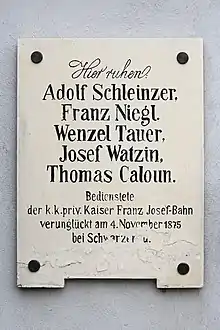 Hier ruhen:
Adolf Schleinzer,
Franz Niegl.
Wenzel Tauer,
Josef Watzin,
Thomas Caloun.
Bedienstete
der k.k.priv. Kaiser Franz Josef-Bahn
verunglückt am 4. November 1875
bei